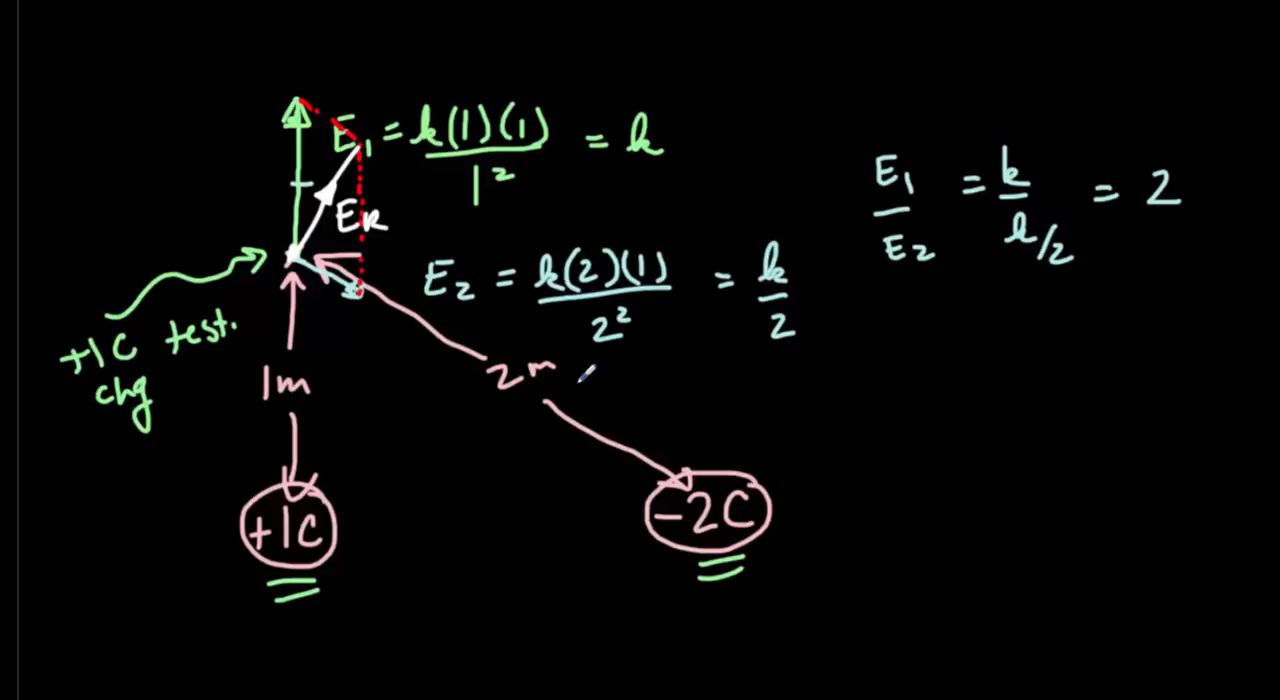 E₁ = k(1)(1) / 1² = k
E₁ / E₂ = k / k/2 = 2
E_R
E₂ = k(2)(1) / 2² = k / 2
+1C test.
chg
1m
2m
+1C
-2C